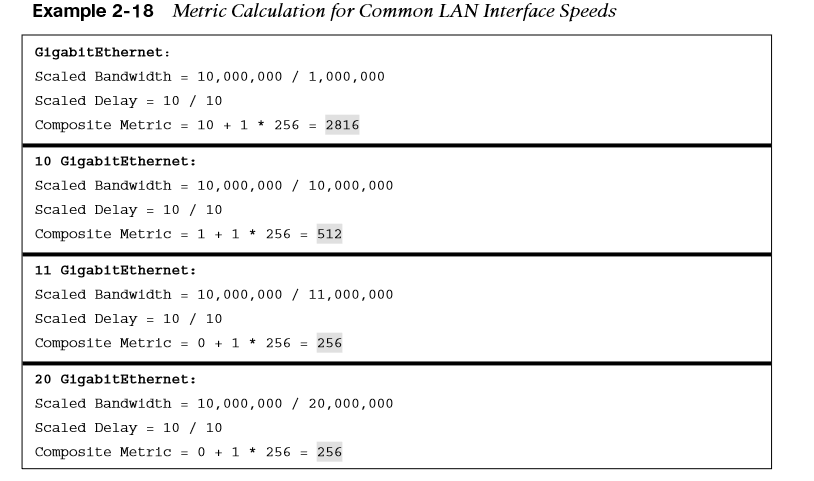 Example 2-18 Metric Calculation for Common LAN Interface Speeds
GigabitEthernet:
Scaled Bandwidth = 10,000,000 / 1,000,000
Scaled Delay = 10 / 10
Composite Metric = 10 + 1 * 256 = 2816
10 GigabitEthernet:
Scaled Bandwidth = 10,000,000 / 10,000,000
Scaled Delay = 10 / 10
Composite Metric = 1 + 1 * 256 = 512
11 GigabitEthernet:
Scaled Bandwidth = 10,000,000 / 11,000,000
Scaled Delay = 10 / 10
Composite Metric = 0 + 1 * 256 = 256
20 GigabitEthernet:
Scaled Bandwidth = 10,000,000 / 20,000,000
Scaled Delay = 10 / 10
Composite Metric = 0 + 1 * 256 = 256